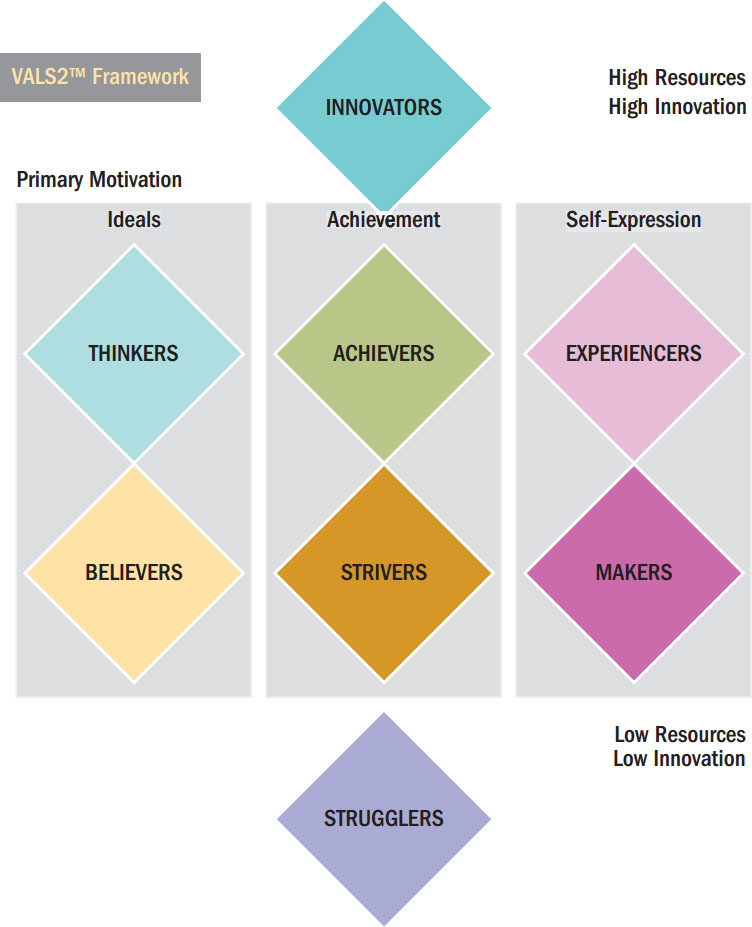 VALS2™ Framework
INNOVATORS
High Resources
High Innovation
Primary Motivation
Ideals
Achievement
Self-Expression
THINKERS
ACHIEVERS
EXPERIENCERS
BELIEVERS
STRIVERS
MAKERS
Low Resources
Low Innovation
STRUGGLERS